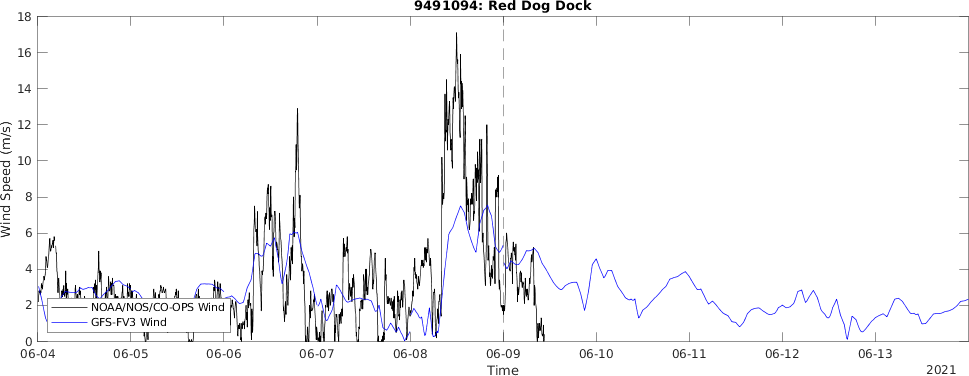 9491094: Red Dog Dock
Wind Speed (m/s)
18
16
14
12
10
8
6
4
2
0
NOAA/NOS/CO-OPS Wind
GFS-FV3 Wind
06-04 06-05 06-06 06-07 06-08 06-09 06-10 06-11 06-12 06-13
Time
2021